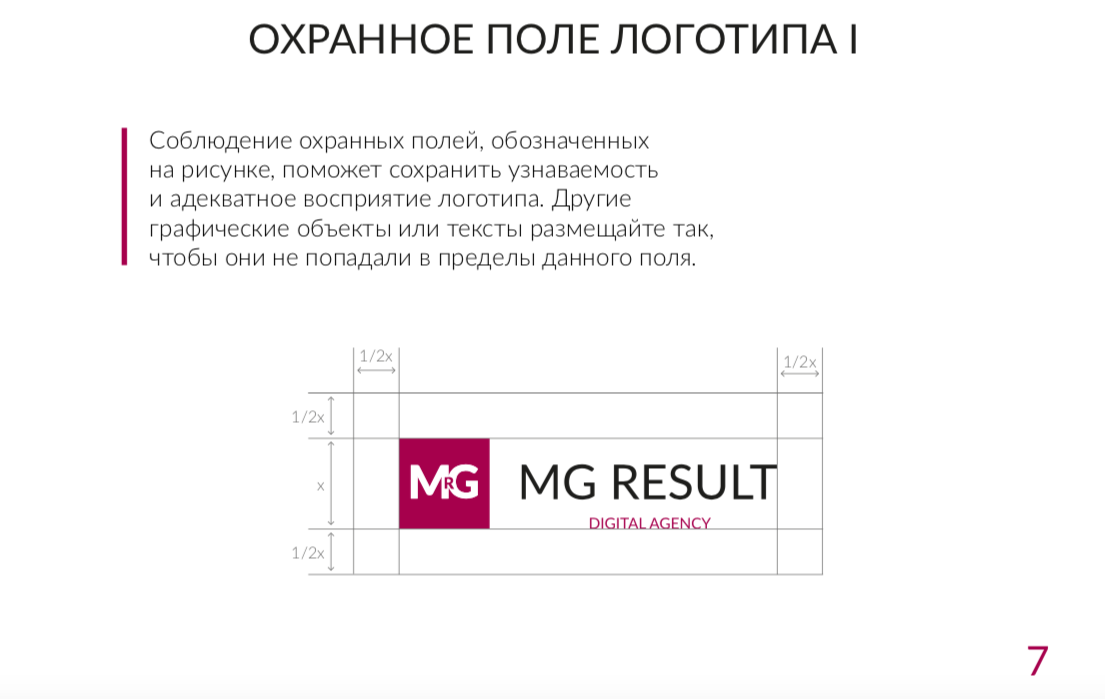 ОХРАННОЕ ПОЛЕ ЛОГОТИПА I
Соблюдение охранных полей, обозначенных
на рисунке, поможет сохранить узнаваемость
и адекватное восприятие логотипа. Другие
графические объекты или тексты размещайте так,
чтобы они не попадали в пределы данного поля.
1/2x
1/2x
1/2x
x
MRG
MG RESULT
DIGITAL AGENCY
1/2x
7